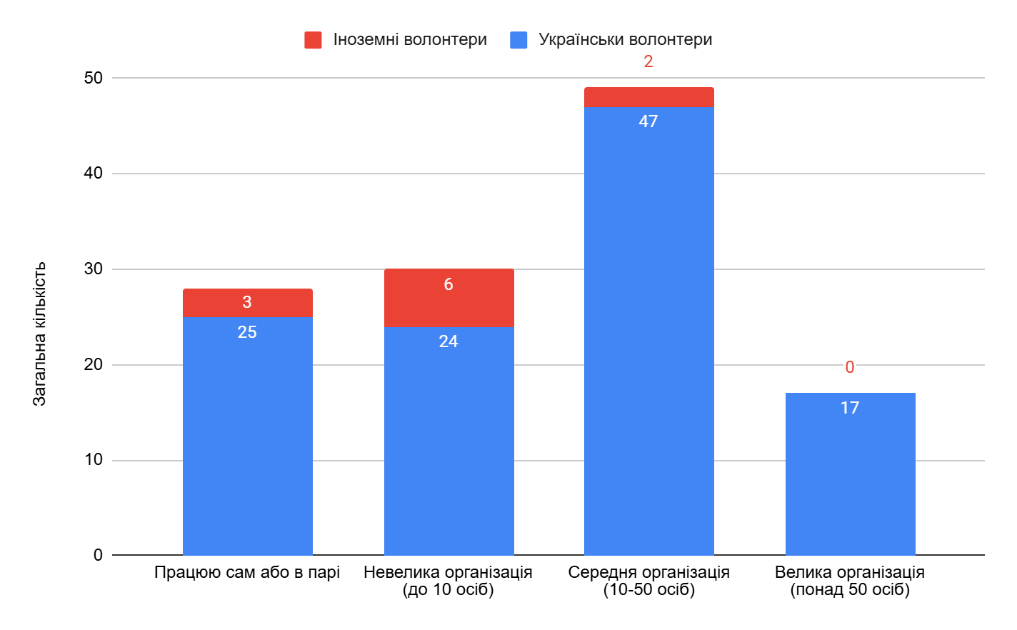 Іноземні волонтери
Українськи волонтери
2
50
47
40
Загальна кількість
30
6
3
25
24
20
0
17
10
0
Працюю сам або в парі
Невелика організація
(до 10 осіб)
Середня організація
(10-50 осіб)
Велика організація
(понад 50 осіб)